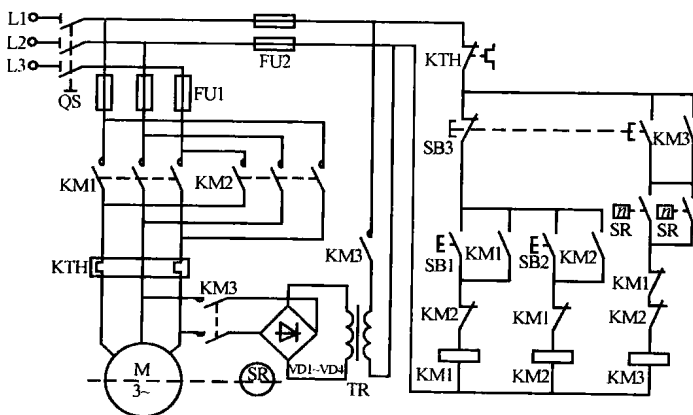 L1
L2
L3
QS
FU2
FU1
KTH
SB3
KM3
KM1
KM2
n
SR
n
SR
KTH
KM3
KM3
SB1
KM1
SB2
KM2
KM1
KM2
KM1
KM2
M
3~
SR
VD1~VD4
TR
KM1
KM2
KM3